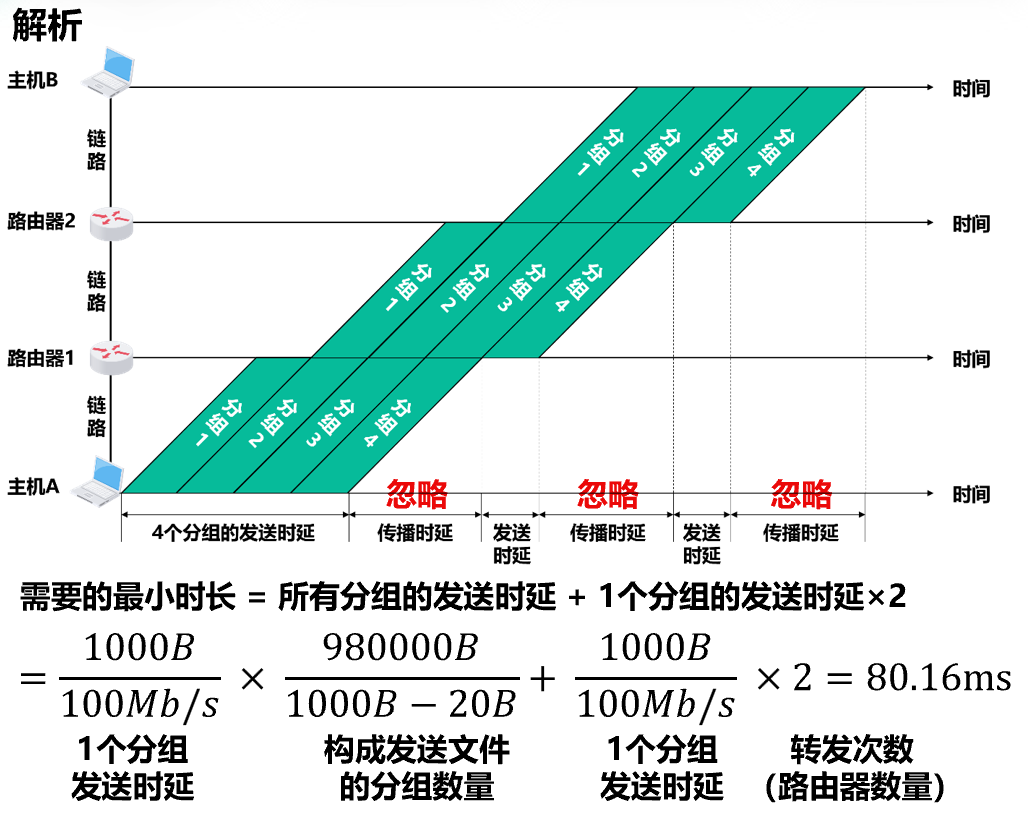 解析
主机B
时间
链路
分组1
分组2
分组3
分组4
路由器2
时间
链路
分组1
分组2
分组3
分组4
路由器1
时间
链路
分组1
分组2
分组3
分组4
主机A
忽略
忽略
忽略
时间
4个分组的发送时延
传播时延
发送时延
传播时延
发送时延
传播时延
需要的最小时长 = 所有分组的发送时延 + 1个分组的发送时延×2
= 1000B/100Mb/s × 980000B/1000B − 20B + 1000B/100Mb/s × 2 = 80.16ms
1个分组
发送时延
构成发送文件
的分组数量
1个分组
发送时延
转发次数
（路由器数量）